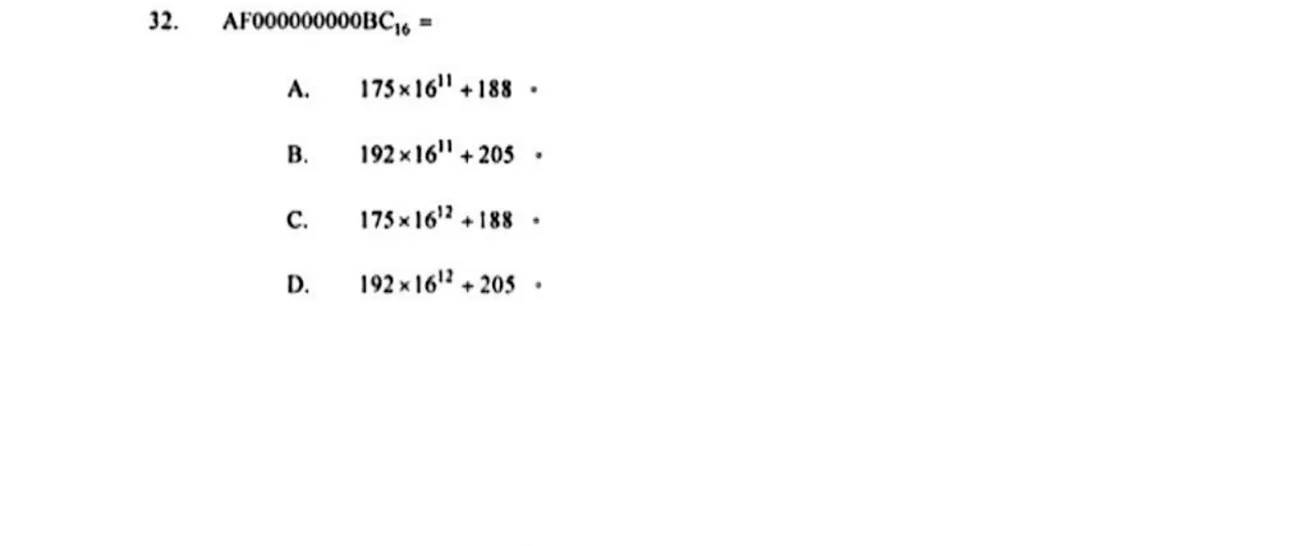 32. AF000000000BC₁₆ =
A. 175×16¹¹ +188
B. 192×16¹¹ +205
C. 175×16¹² +188
D. 192×16¹² +205